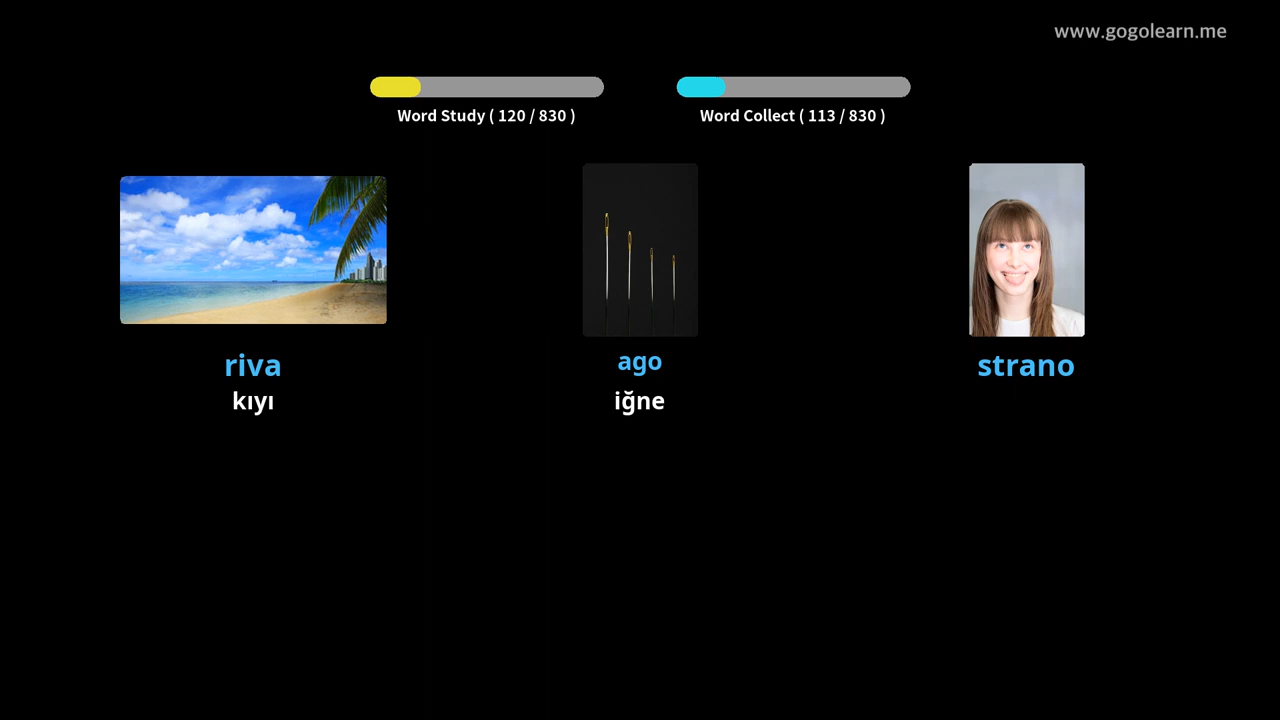 www.gogolearn.me
Word Study ( 120 / 830 )
Word Collect ( 113 / 830 )
riva
kıyı
ago
iğne
strano